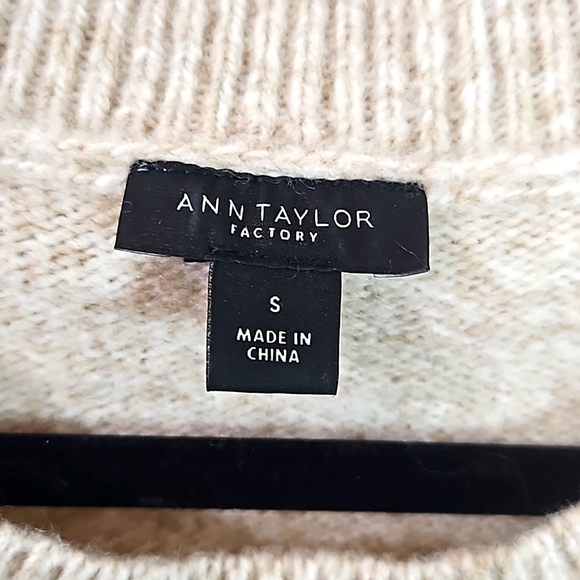 ANN TAYLOR
FACTORY
S
MADE IN
CHINA